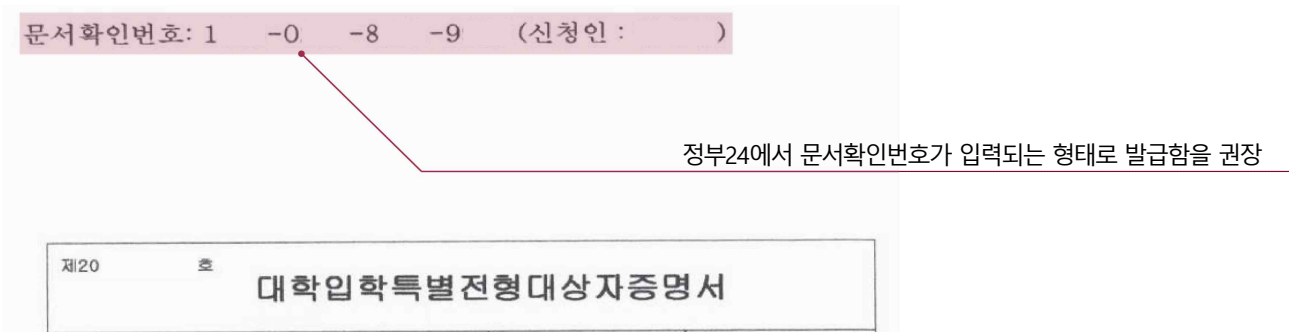 문서확인번호: 1 -0 -8 -9 (신청인 : )
정부24에서 문서확인번호가 입력되는 형태로 발급함을 권장
제20 호
대학입학특별전형대상자증명서